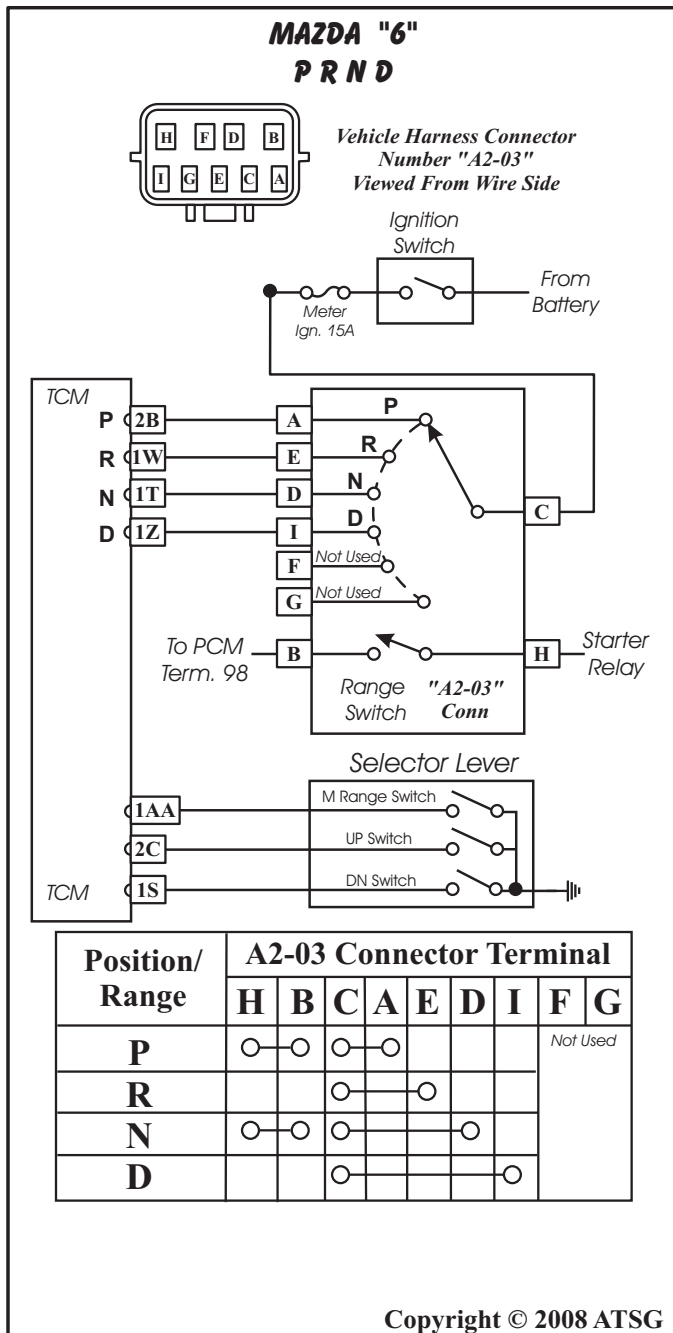 MAZDA "6"
P R N D
H F D B
I G E C A
Vehicle Harness Connector
Number "A2-03"
Viewed From Wire Side
Ignition
Switch
From
Battery
Meter
Ign. 15A
TCM
P 2B A P
R 1W E R
N 1T D N
D 1Z I D
C
F Not Used
G Not Used
To PCM
Term. 98
B
H
Starter
Relay
Range
Switch
"A2-03"
Conn
Selector Lever
1AA M Range Switch
2C UP Switch
1S DN Switch
TCM
Position/
Range
A2-03 Connector Terminal
H B C A E D I F G
P
Not Used
R
N
D
Copyright © 2008 ATSG